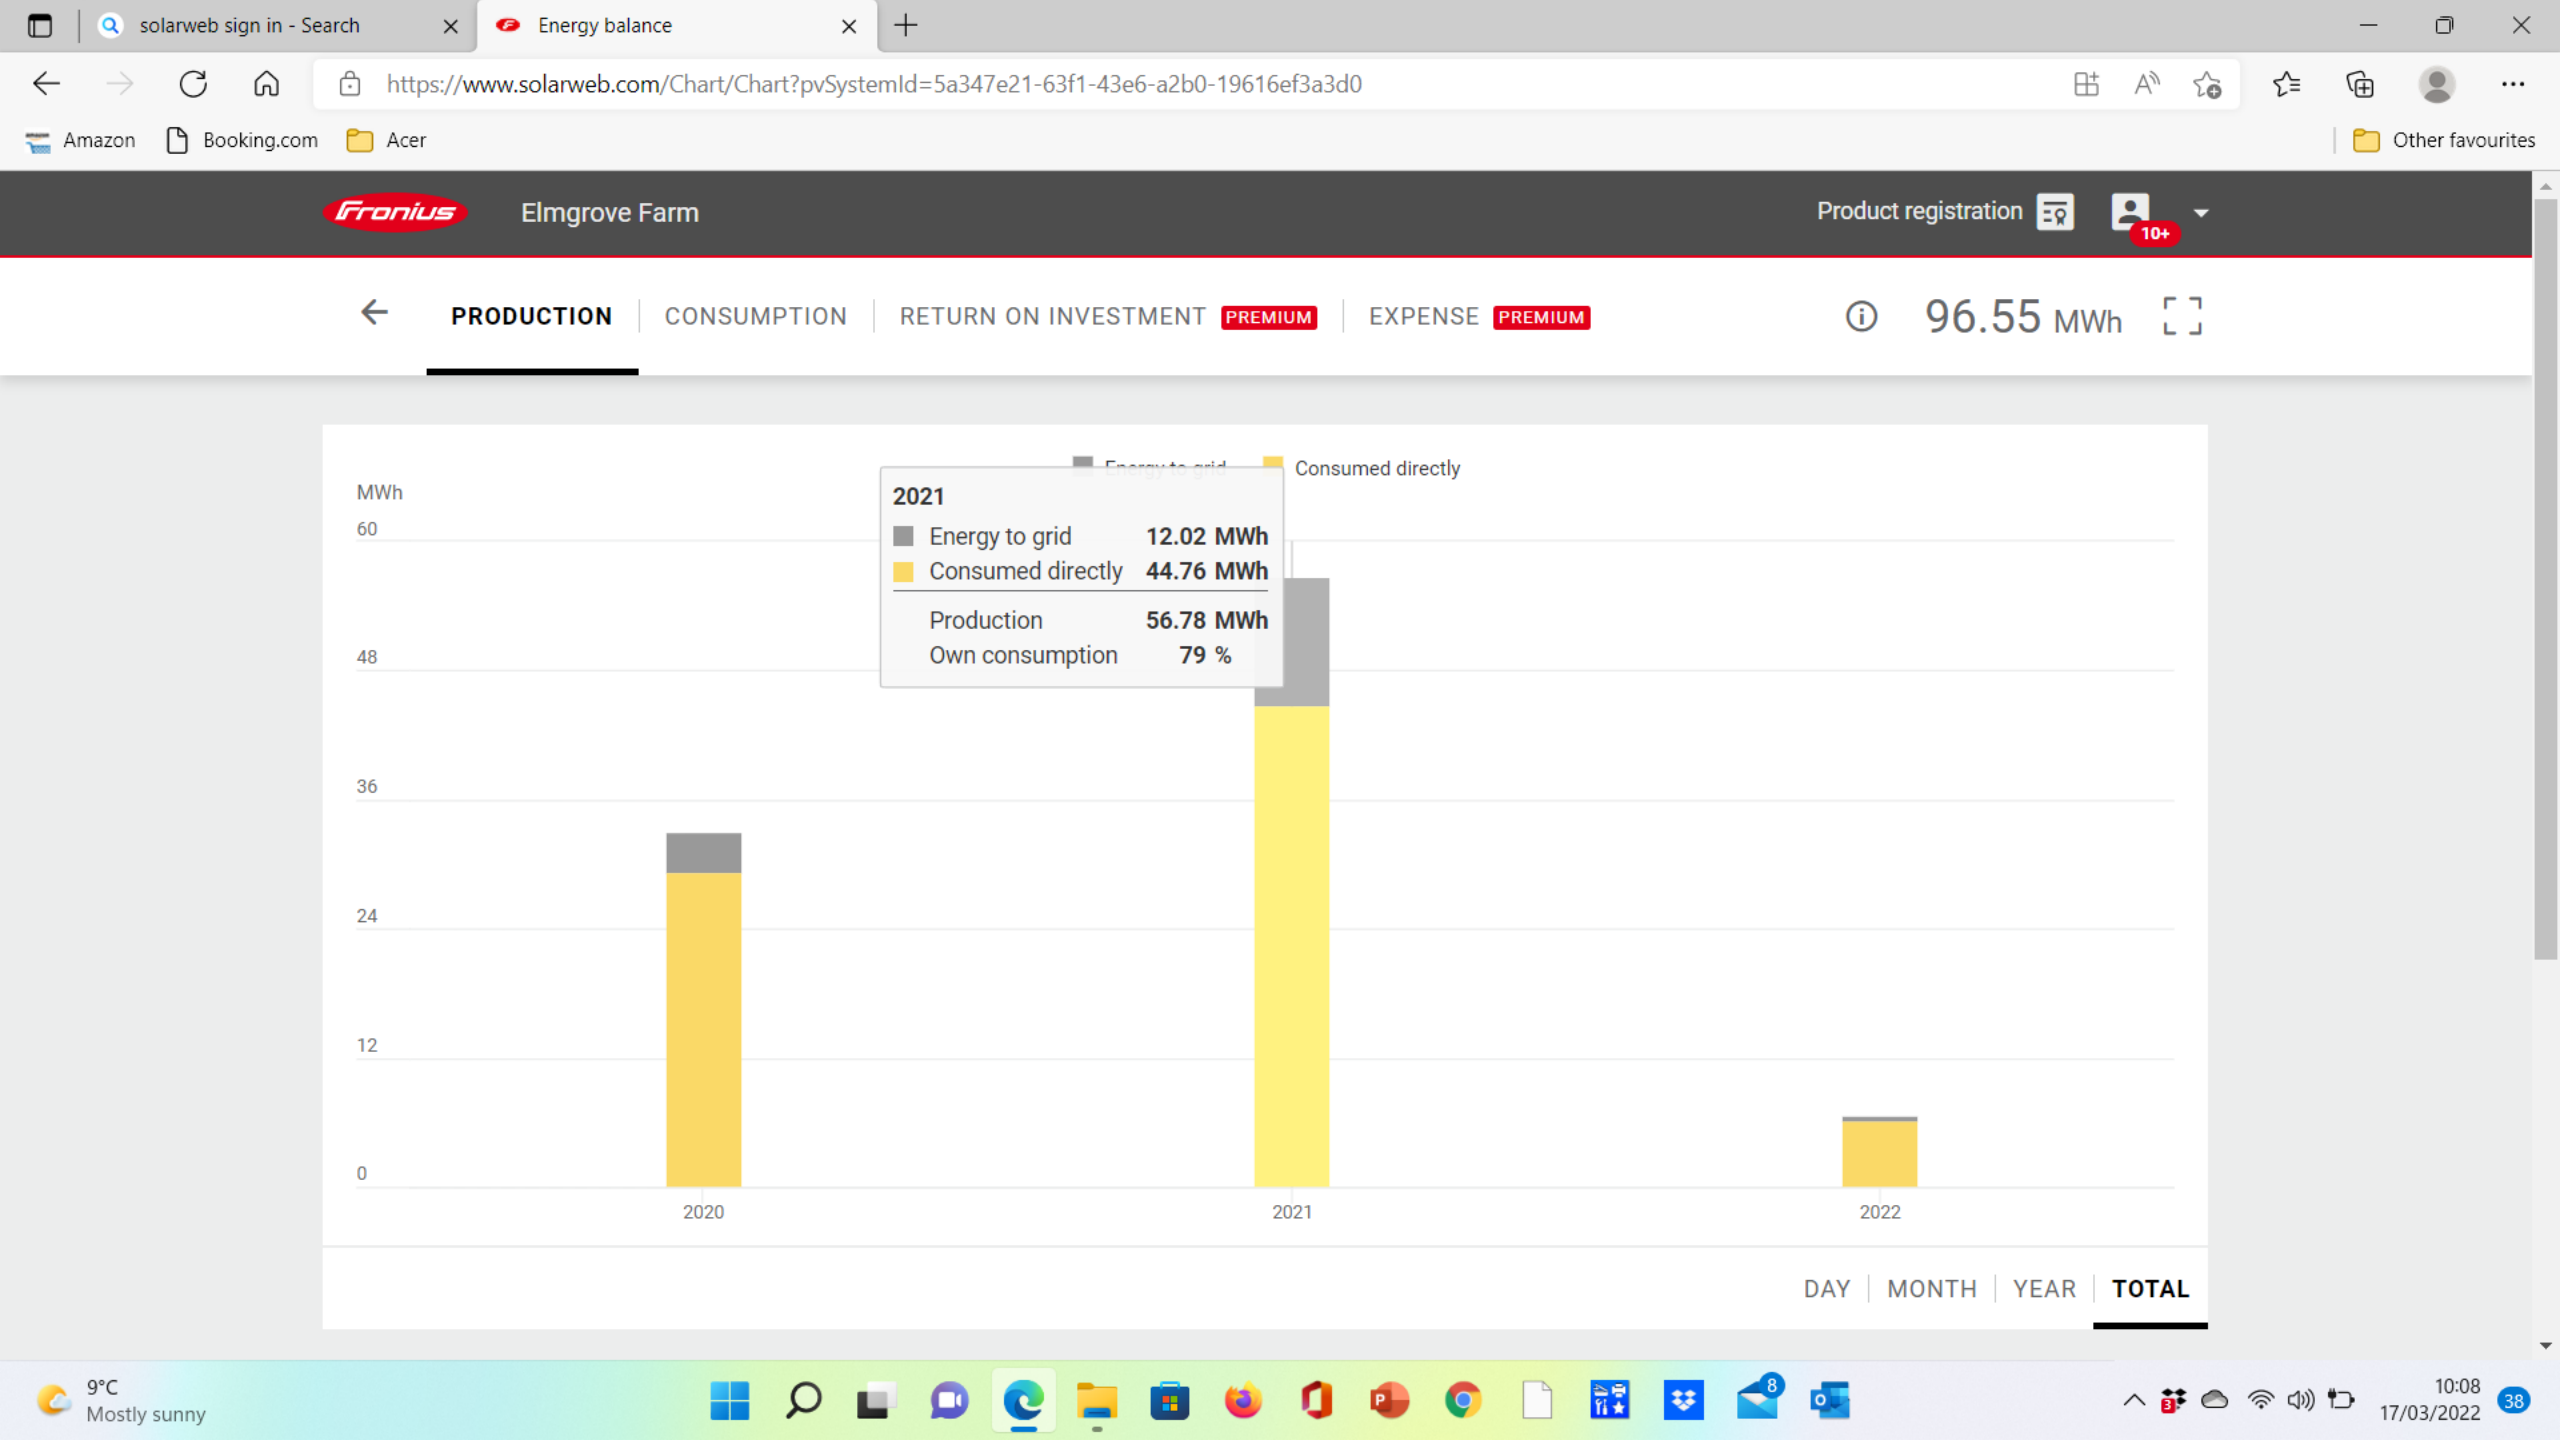 solarweb sign in - Search
Energy balance
https://www.solarweb.com/Chart/Chart?pvSystemId=5a347e21-63f1-43e6-a2b0-19616ef3a3d0
Amazon
Booking.com
Acer
Other favourites
Fronius
Elmgrove Farm
Product registration
10+
PRODUCTION
CONSUMPTION
RETURN ON INVESTMENT PREMIUM
EXPENSE PREMIUM
96.55 MWh
Energy to grid
Consumed directly
MWh
2021
Energy to grid 12.02 MWh
Consumed directly 44.76 MWh
Production 56.78 MWh
Own consumption 79 %
60
48
36
24
12
0
2020
2021
2022
DAY
MONTH
YEAR
TOTAL
9°C
Mostly sunny
8
3
10:08
17/03/2022
38